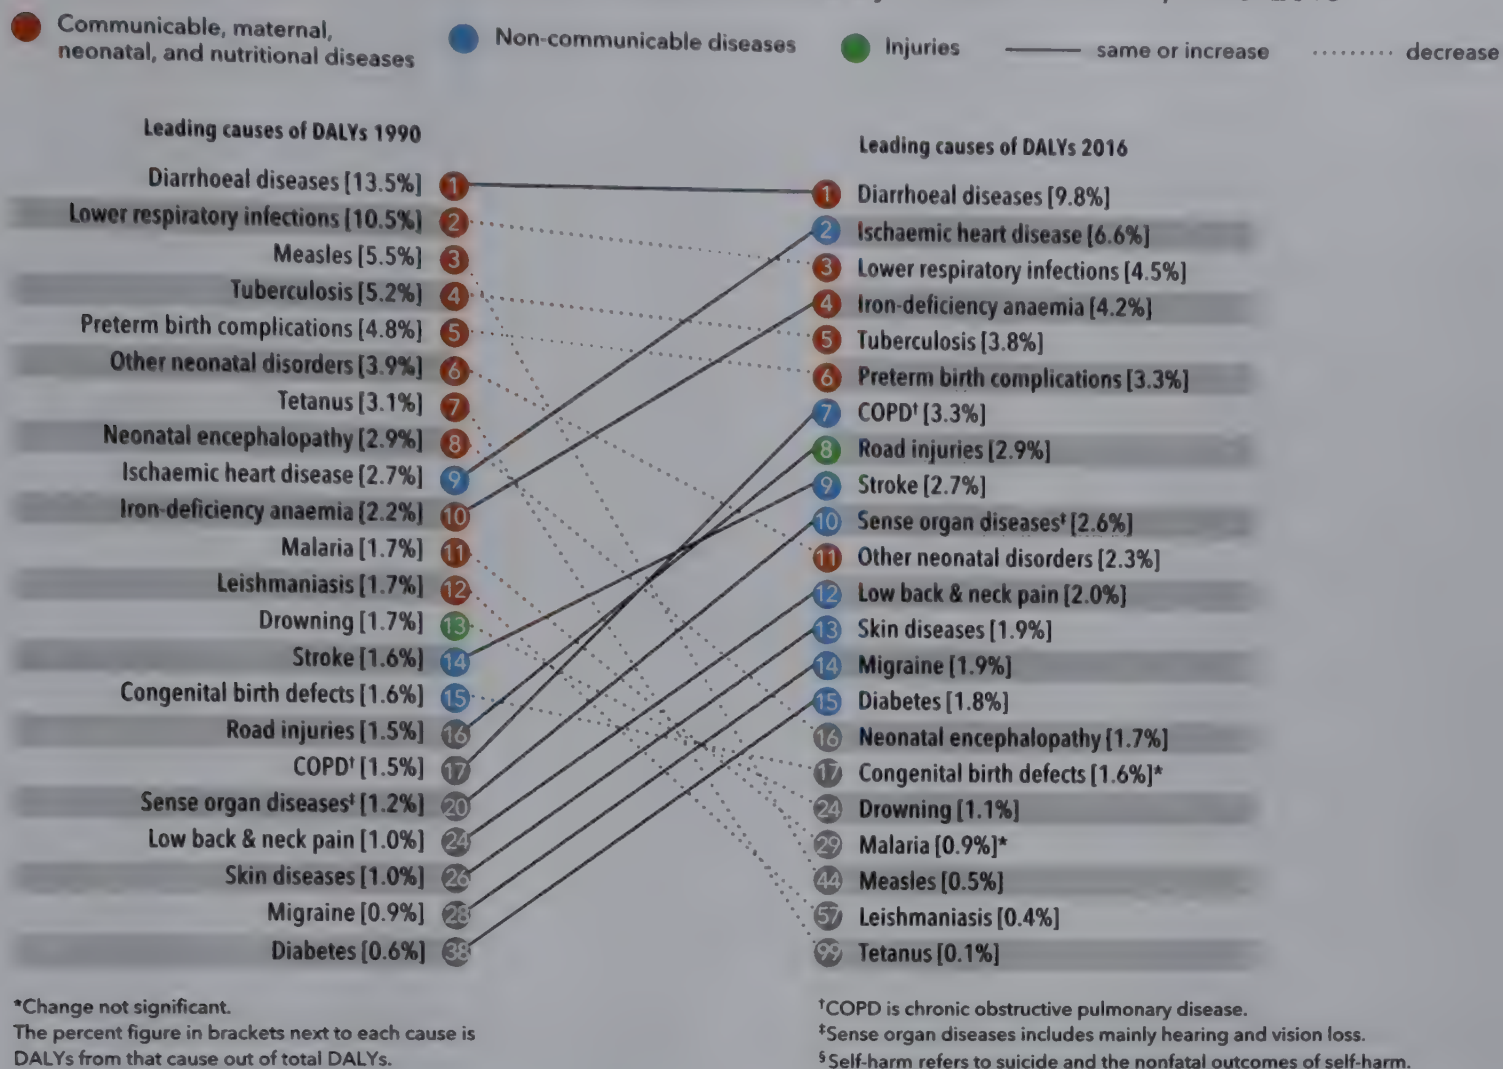 Communicable, maternal,
neonatal, and nutritional diseases
Non-communicable diseases
Injuries
same or increase
decrease
Leading causes of DALYs 1990
Diarrhoeal diseases [13.5%] 1
Lower respiratory infections [10.5%] 2
Measles [5.5%] 3
Tuberculosis [5.2%] 4
Preterm birth complications [4.8%] 5
Other neonatal disorders [3.9%] 6
Tetanus [3.1%] 7
Neonatal encephalopathy [2.9%] 8
Ischaemic heart disease [2.7%] 9
Iron-deficiency anaemia [2.2%] 10
Malaria [1.7%] 11
Leishmaniasis [1.7%] 12
Drowning [1.7%] 13
Stroke [1.6%] 14
Congenital birth defects [1.6%] 15
Road injuries [1.5%] 16
COPD† [1.5%] 17
Sense organ diseases‡ [1.2%] 20
Low back & neck pain [1.0%] 24
Skin diseases [1.0%] 26
Migraine [0.9%] 28
Diabetes [0.6%] 38
Leading causes of DALYs 2016
1 Diarrhoeal diseases [9.8%]
2 Ischaemic heart disease [6.6%]
3 Lower respiratory infections [4.5%]
4 Iron-deficiency anaemia [4.2%]
5 Tuberculosis [3.8%]
6 Preterm birth complications [3.3%]
7 COPD† [3.3%]
8 Road injuries [2.9%]
9 Stroke [2.7%]
10 Sense organ diseases‡ [2.6%]
11 Other neonatal disorders [2.3%]
12 Low back & neck pain [2.0%]
13 Skin diseases [1.9%]
14 Migraine [1.9%]
15 Diabetes [1.8%]
16 Neonatal encephalopathy [1.7%]
17 Congenital birth defects [1.6%]*
24 Drowning [1.1%]
29 Malaria [0.9%]*
44 Measles [0.5%]
57 Leishmaniasis [0.4%]
99 Tetanus [0.1%]
*Change not significant.
The percent figure in brackets next to each cause is
DALYs from that cause out of total DALYs.
†COPD is chronic obstructive pulmonary disease.
‡Sense organ diseases includes mainly hearing and vision loss.
§Self-harm refers to suicide and the nonfatal outcomes of self-harm.